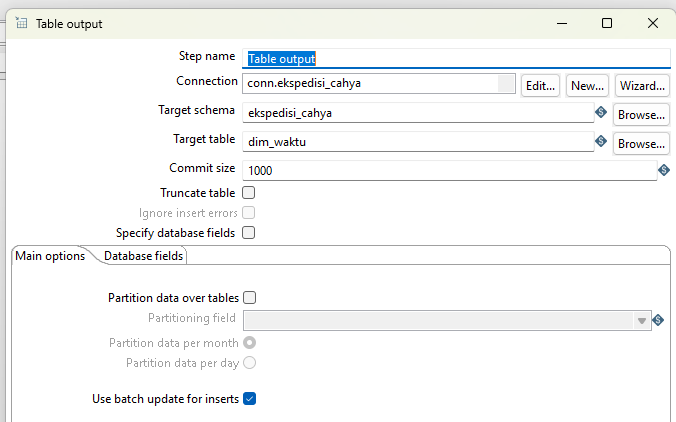 Table output
Step name Table output
Connection conn.ekspedisi_cahya Edit... New... Wizard...
Target schema ekspedisi_cahya Browse...
Target table dim_waktu Browse...
Commit size 1000
Truncate table
Ignore insert errors
Specify database fields
Main options Database fields
Partition data over tables
Partitioning field
Partition data per month
Partition data per day
Use batch update for inserts